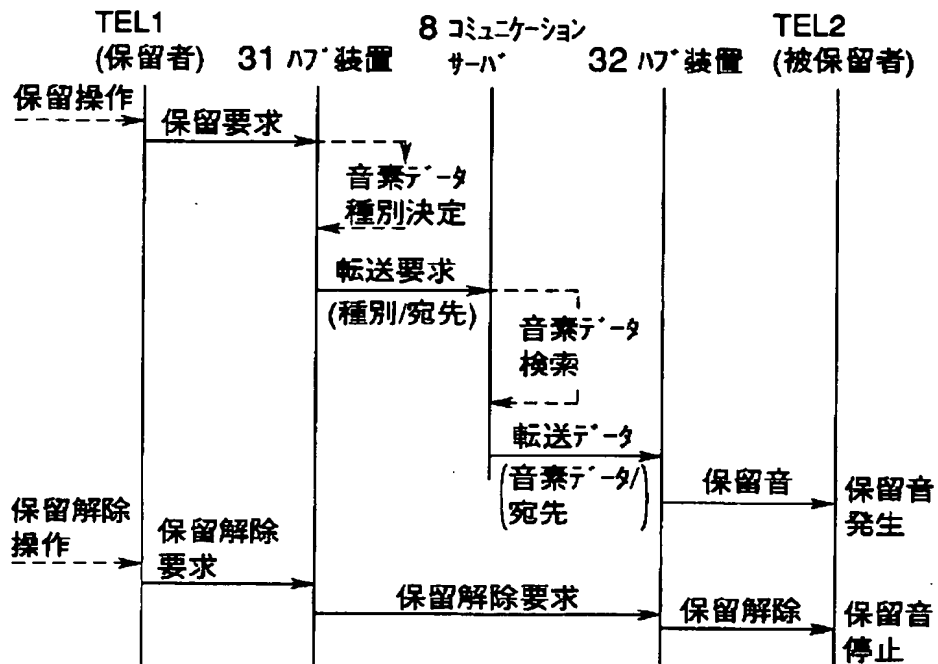 TEL1
(保留者)
31 ハブ装置
8 コミュニケーション
サーバ
32 ハブ装置
TEL2
(被保留者)
保留操作
保留要求
音素データ
種別決定
転送要求
(種別/宛先)
音素データ
検索
転送データ
(音素データ/
宛先)
保留音
保留音
発生
保留解除
操作
保留解除
要求
保留解除要求
保留解除
保留音
停止